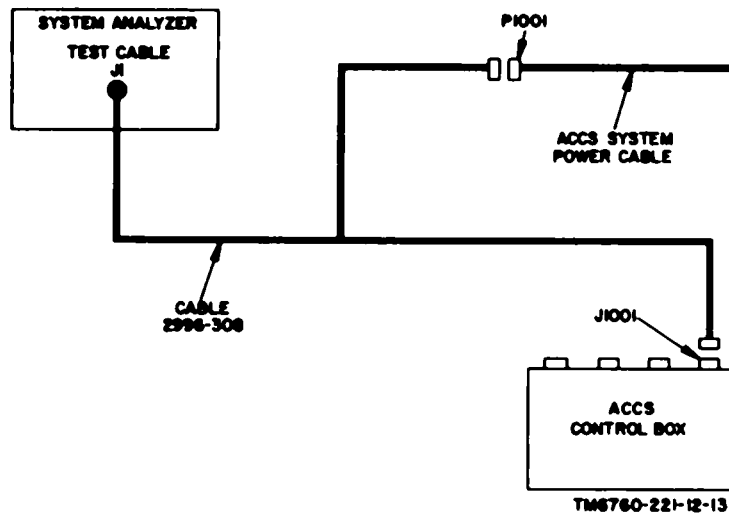 SYSTEM ANALYZER
TEST CABLE
J1
P1001
ACCS SYSTEM
POWER CABLE
CABLE
2996-308
J1001
ACCS
CONTROL BOX
TM6760-221-12-13